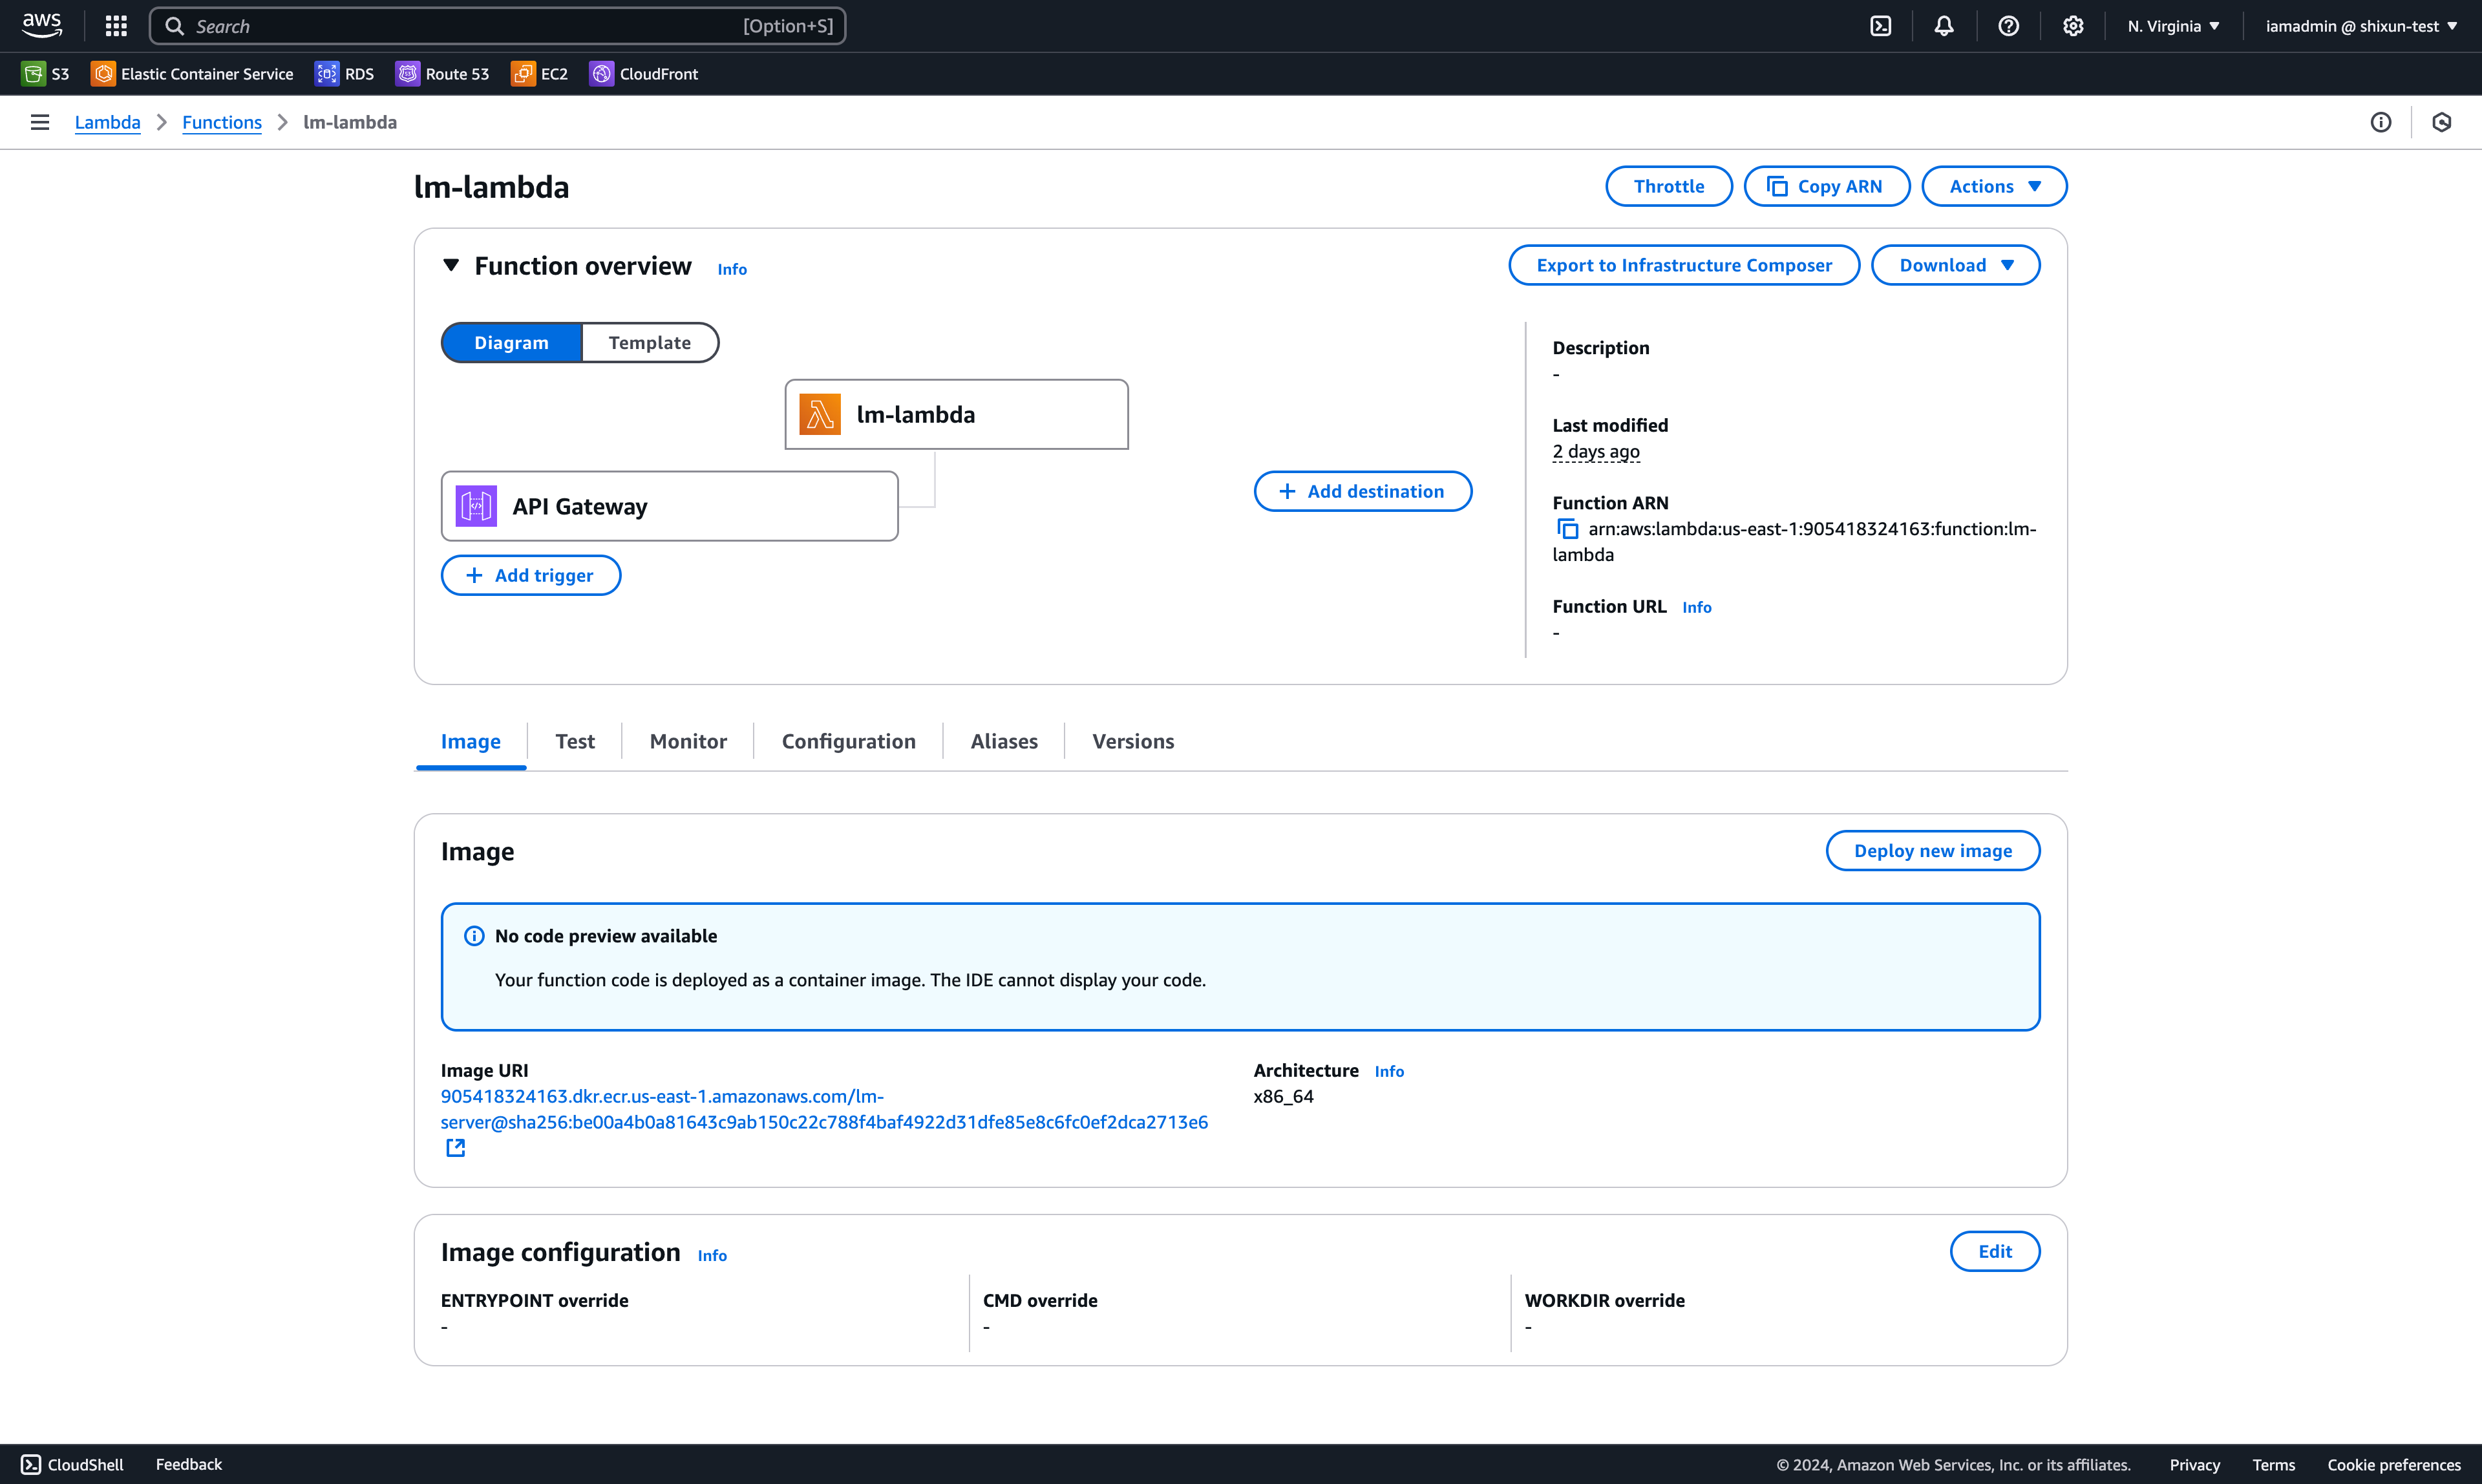 aws
Search
[Option+S]
N. Virginia
iamadmin @ shixun-test
S3
Elastic Container Service
RDS
Route 53
EC2
CloudFront
Lambda
Functions
lm-lambda
lm-lambda
Throttle
Copy ARN
Actions
Function overview
Info
Export to Infrastructure Composer
Download
Diagram
Template
lm-lambda
API Gateway
+ Add trigger
+ Add destination
Description
-
Last modified
2 days ago
Function ARN
arn:aws:lambda:us-east-1:905418324163:function:lm-
lambda
Function URL
Info
-
Image
Test
Monitor
Configuration
Aliases
Versions
Image
Deploy new image
No code preview available
Your function code is deployed as a container image. The IDE cannot display your code.
Image URI
905418324163.dkr.ecr.us-east-1.amazonaws.com/lm-
server@sha256:be00a4b0a81643c9ab150c22c788f4baf4922d31dfe85e8c6fc0ef2dca2713e6
Architecture
Info
x86_64
Image configuration
Info
Edit
ENTRYPOINT override
-
CMD override
-
WORKDIR override
-
CloudShell
Feedback
© 2024, Amazon Web Services, Inc. or its affiliates.
Privacy
Terms
Cookie preferences